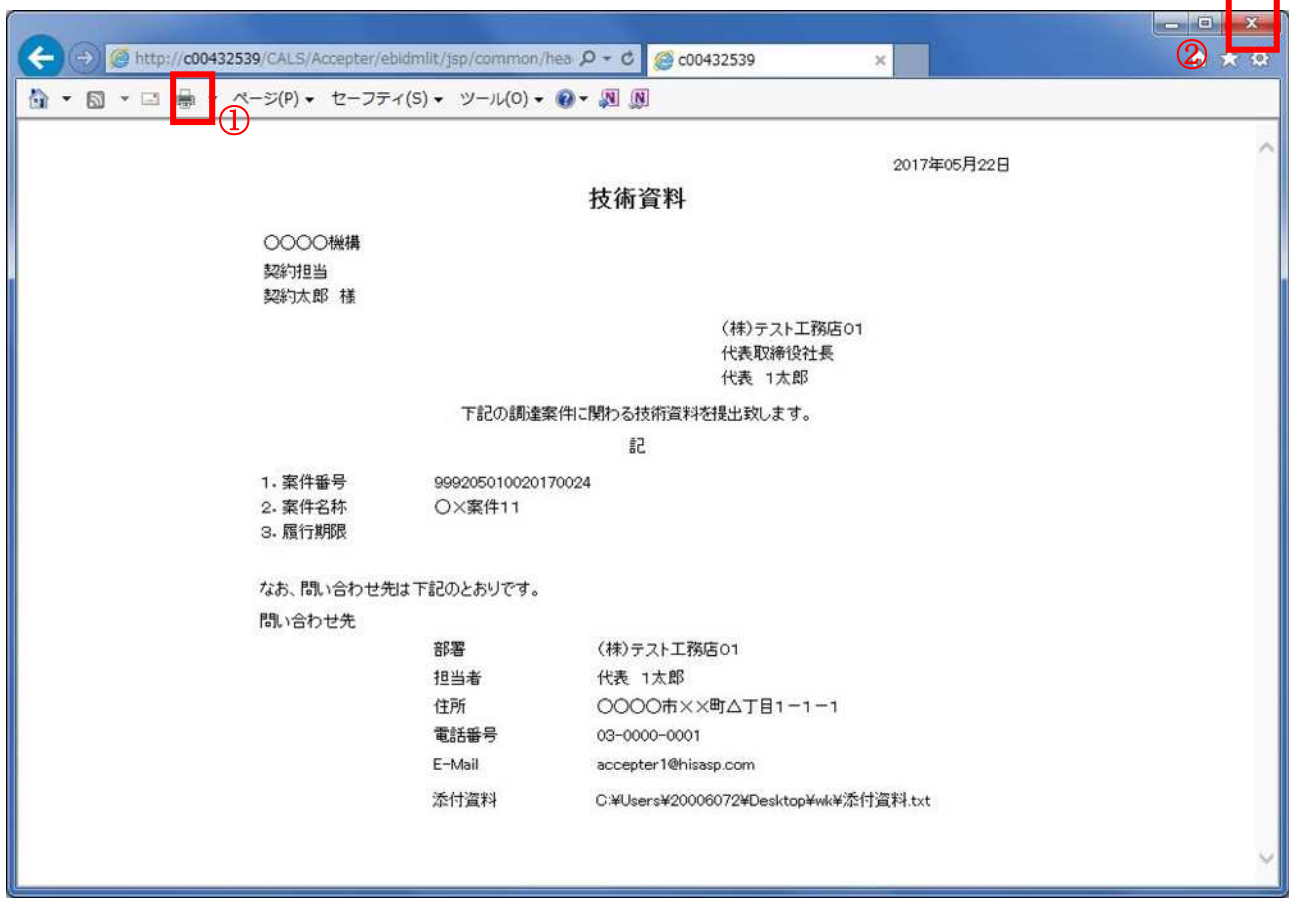 ②
http://c00432539/CALS/Accepter/ebidmlit/jsp/common/hea
c00432539
ページ(P) セーフティ(S) ツール(O)
①
2017年05月22日
技術資料
〇〇〇〇機構
契約担当
契約太郎 様
(株)テスト工務店01
代表取締役社長
代表 1太郎
下記の調達案件に関わる技術資料を提出致します。
記
1.案件番号 999205010020170024
2.案件名称 〇×案件11
3.履行期限
なお、問い合わせ先は下記のとおりです。
問い合わせ先
部署 (株)テスト工務店01
担当者 代表 1太郎
住所 〇〇〇〇市××町△丁目1-1-1
電話番号 03-0000-0001
E-Mail accepter1@hisasp.com
添付資料 C:¥Users¥20006072¥Desktop¥wk¥添付資料.txt